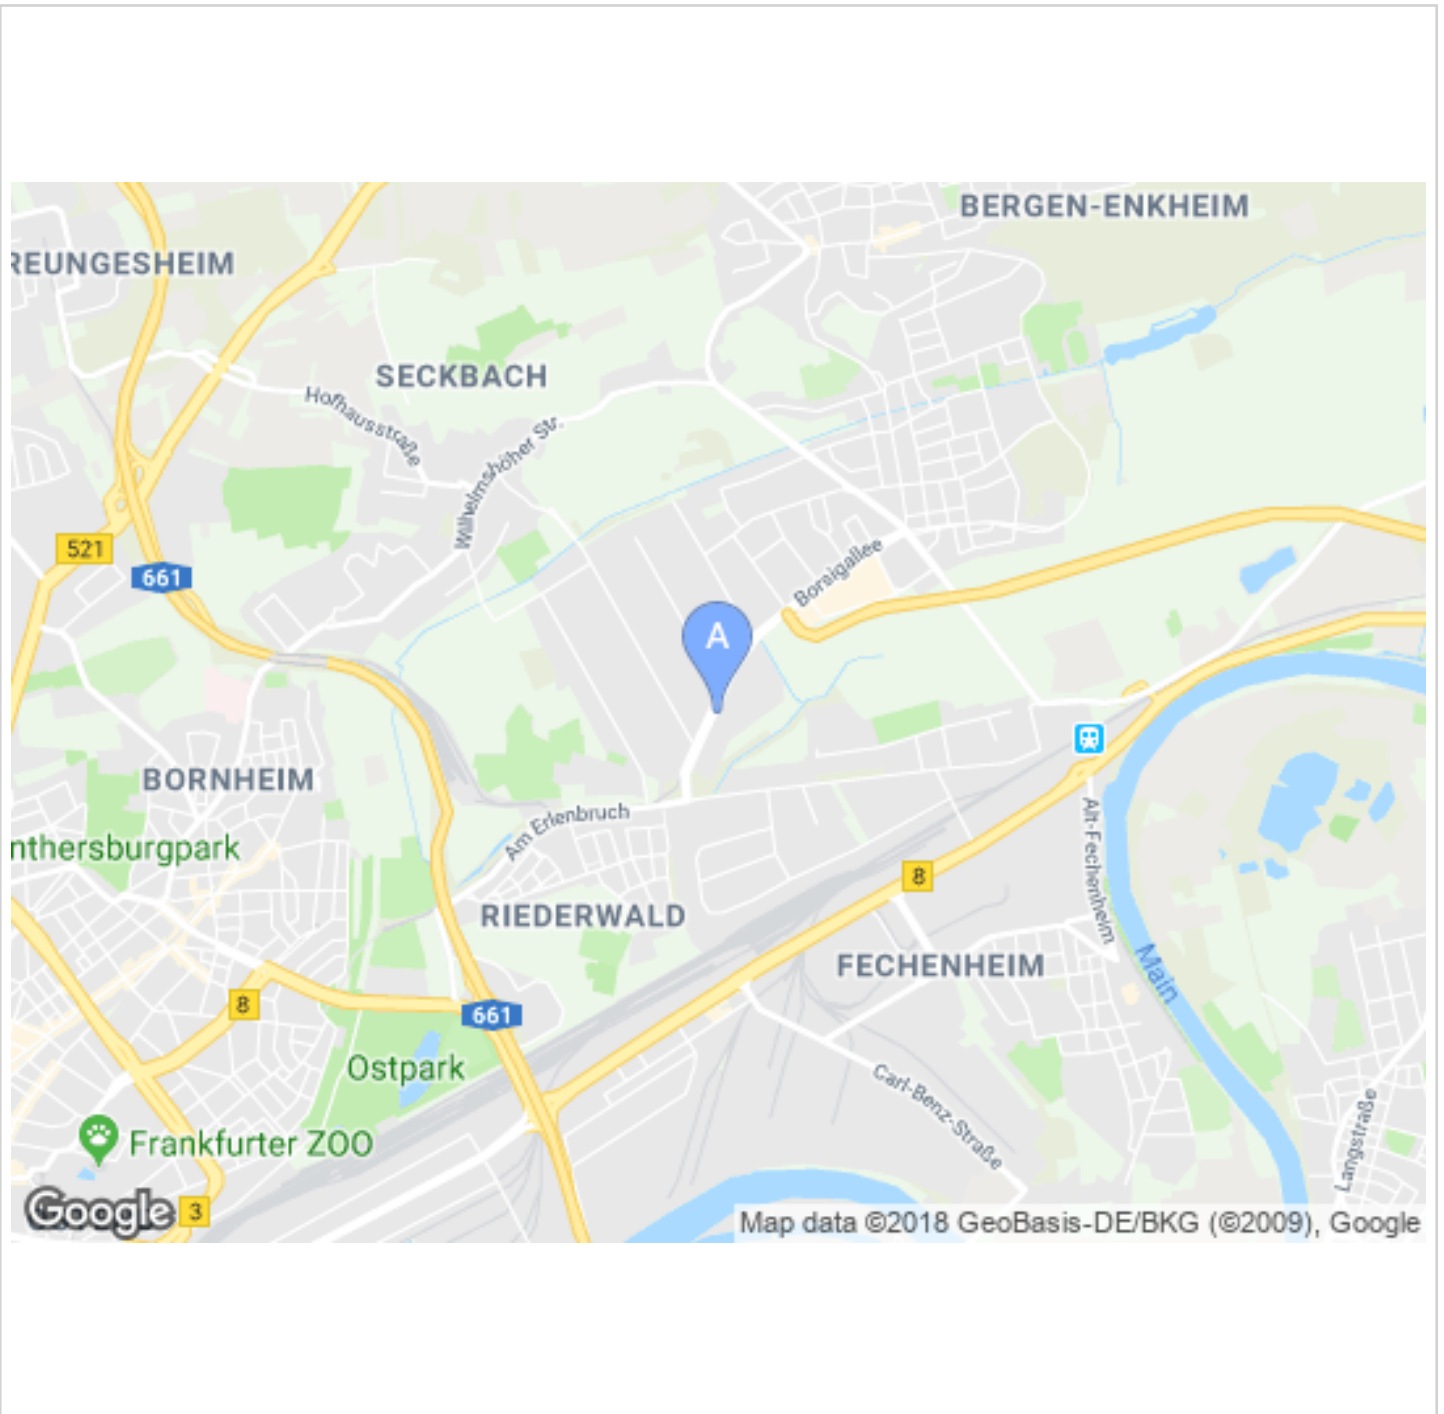 BERGEN-ENKHEIM
REUNGESHEIM
SECKBACH
Hofhausstraße
Wilhelmshöher Str.
521
661
Borsigallee
A
BORNHEIM
Am Erlenbruch
nthersburgpark
Alt-Fechenheim
8
RIEDERWALD
FECHENHEIM
Main
8
661
Ostpark
Carl-Benz-Straße
Langstraße
Frankfurter ZOO
Google
3
Map data ©2018 GeoBasis-DE/BKG (©2009), Google